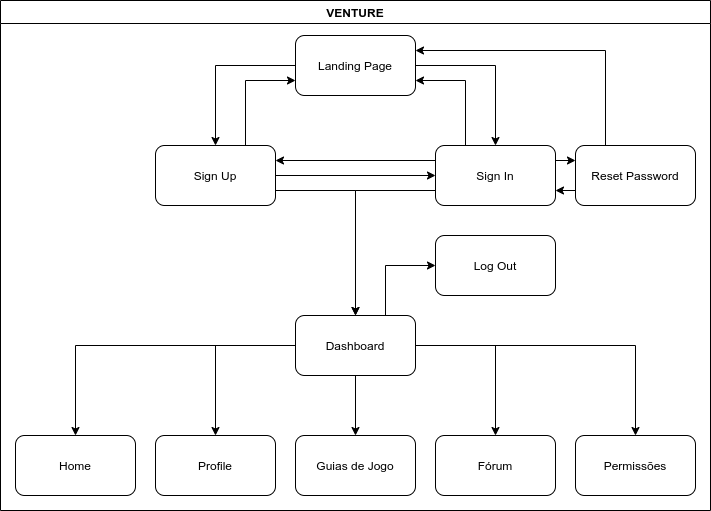 VENTURE
Landing Page
Sign Up
Sign In
Reset Password
Log Out
Dashboard
Home
Profile
Guias de Jogo
Fórum
Permissões